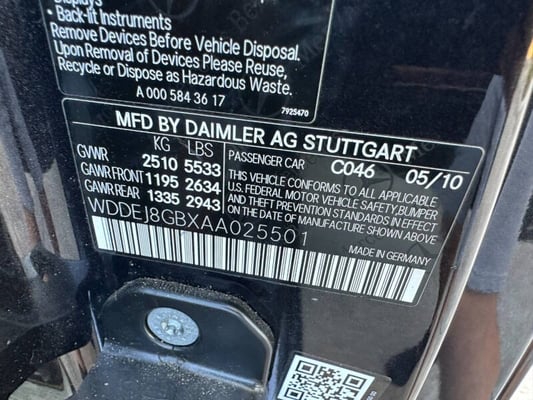 Displays
• Back-lit Instruments
Remove Devices Before Vehicle Disposal.
Upon Removal of Devices Please Reuse,
Recycle or Dispose as Hazardous Waste.
A 000 584 36 17
7925470
MFD BY DAIMLER AG STUTTGART
KG LBS
GVWR 2510 5533
GAWR FRONT 1195 2634
GAWR REAR 1335 2943
PASSENGER CAR C046 05/10
THIS VEHICLE CONFORMS TO ALL APPLICABLE
U.S. FEDERAL MOTOR VEHICLE SAFETY,BUMPER
AND THEFT PREVENTION STANDARDS IN EFFECT
ON THE DATE OF MANUFACTURE SHOWN ABOVE
WDDEJ8GBXAA025501
MADE IN GERMANY